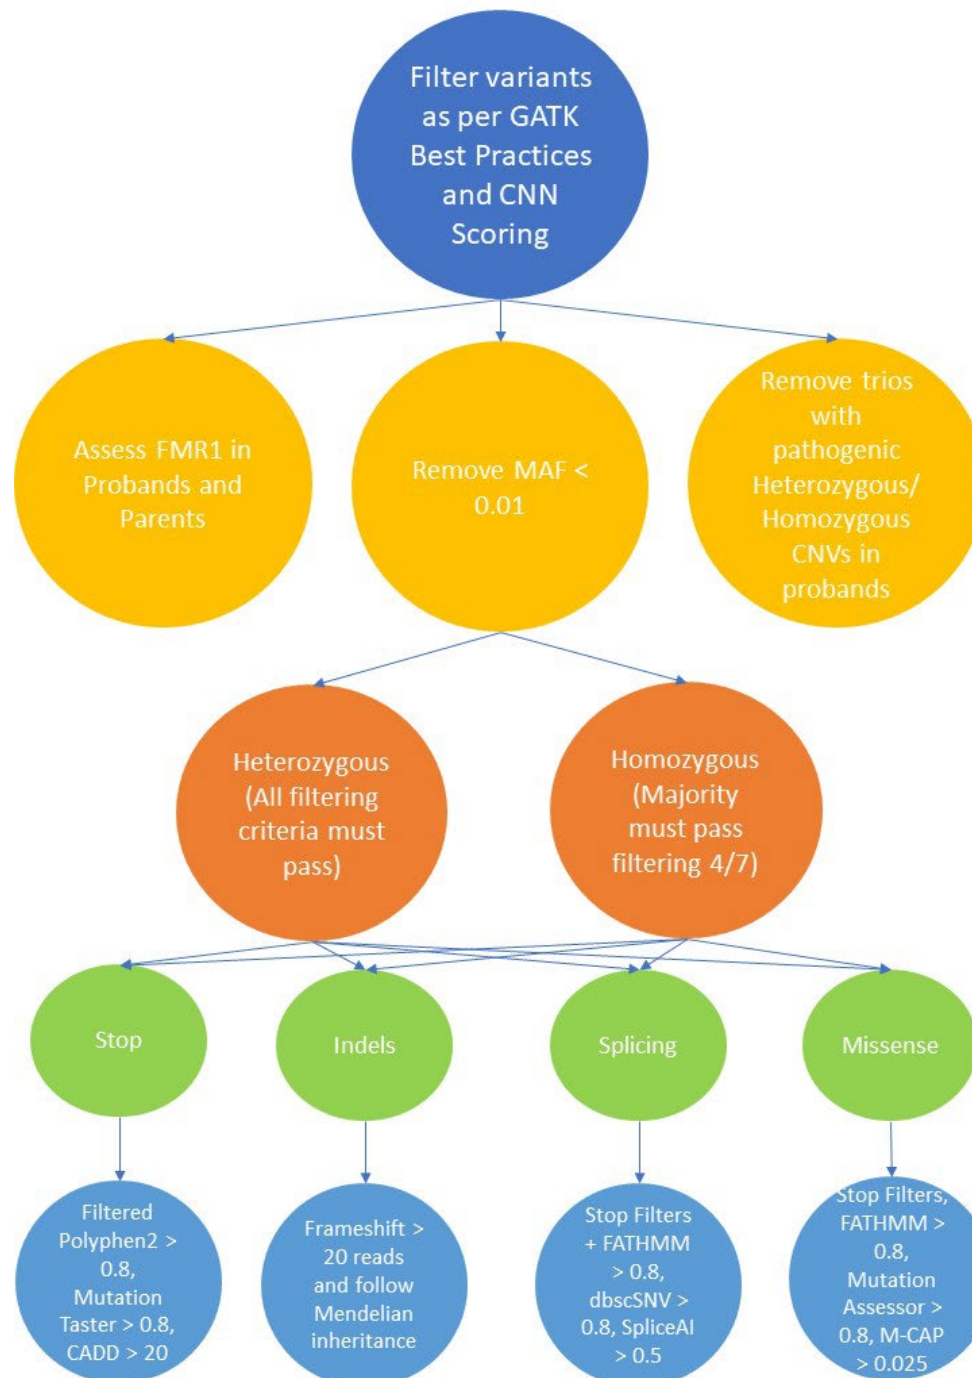 Filter variants
as per GATK
Best Practices
and CNN
Scoring
Assess FMR1 in
Probands and
Parents
Remove MAF <
0.01
Remove trios
with
pathogenic
Heterozygous/
Homozygous
CNVs in
probands
Heterozygous
(All filtering
criteria must
pass)
Homozygous
(Majority
must pass
filtering 4/7)
Stop
Indels
Splicing
Missense
Filtered
Polyphen2 >
0.8,
Mutation
Taster > 0.8,
CADD > 20
Frameshift >
20 reads
and follow
Mendelian
inheritance
Stop Filters
+ FATHMM
> 0.8,
dbscSNV >
0.8, SpliceAI
> 0.5
Stop Filters,
FATHMM >
0.8,
Mutation
Assessor >
0.8, M-CAP
> 0.025